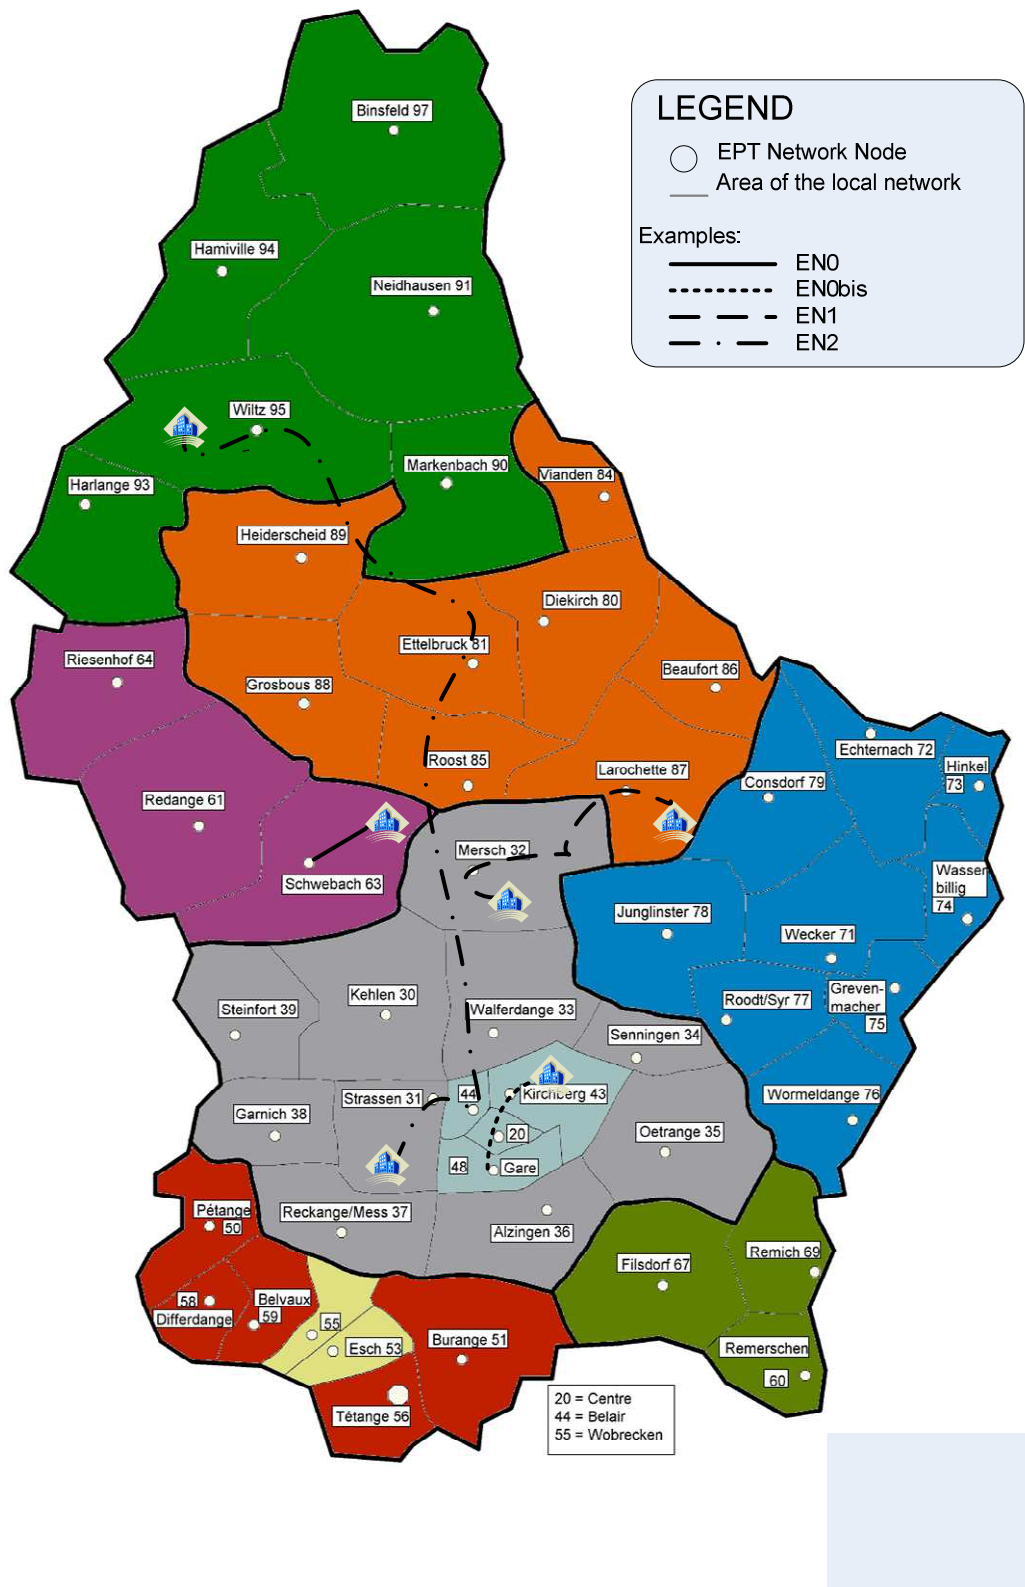 LEGEND
EPT Network Node
Area of the local network
Examples:
EN0
EN0bis
EN1
EN2
Binsfeld 97
Hamiville 94
Neidhausen 91
Wiltz 95
Markenbach 90
Harlange 93
Vianden 84
Heiderscheid 89
Diekirch 80
Ettelbruck 81
Riesenhof 64
Beaufort 86
Grosbous 88
Echternach 72
Roost 85
Larochette 87
Hinkel
73
Consdorf 79
Redange 61
Mersch 32
Schwebach 63
Wasser
billig
74
Junglinster 78
Wecker 71
Kehlen 30
Steinfort 39
Walferdange 33
Roodt/Syr 77
Greven-
macher
75
Senningen 34
Strassen 31
44
Kirchberg 43
Wormeldange 76
Garnich 38
20
Oetrange 35
48
Gare
Pétange
50
Reckange/Mess 37
Alzingen 36
Remich 69
Filsdorf 67
58
Differdange
Belvaux
59
55
Esch 53
Burange 51
Remerschen
60
Tétange 56
20 = Centre
44 = Belair
55 = Wobrecken